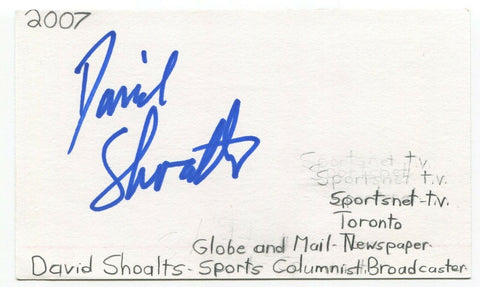 2007
David
Shoalts
Sportsnet t.v.
Sportsnet t.v.
Sportsnet-t.v.
Toronto
Globe and Mail-Newspaper
David Shoalts-Sports Columnist, Broadcaster